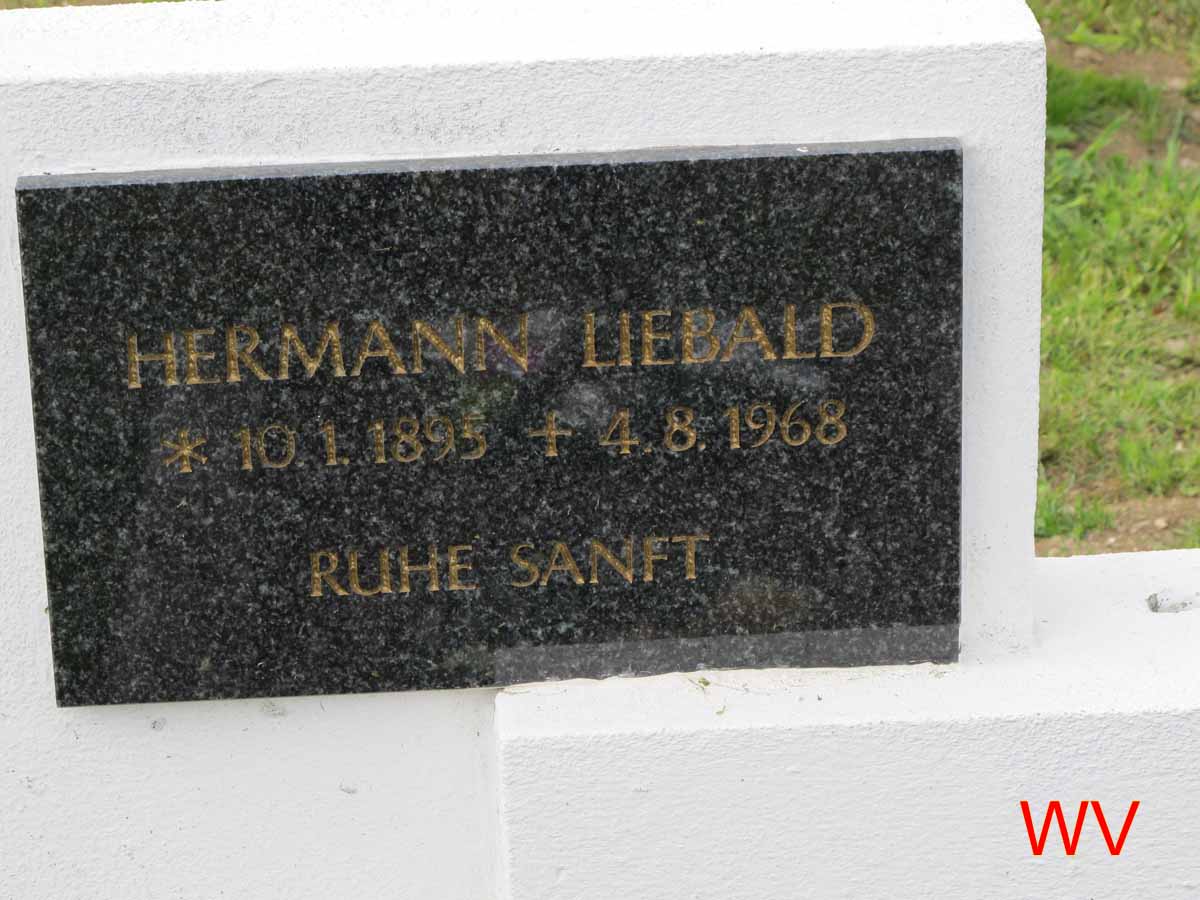 HERMANN LIEBALD
* 10.1.1895 + 4.8.1968
RUHE SANFT
WV